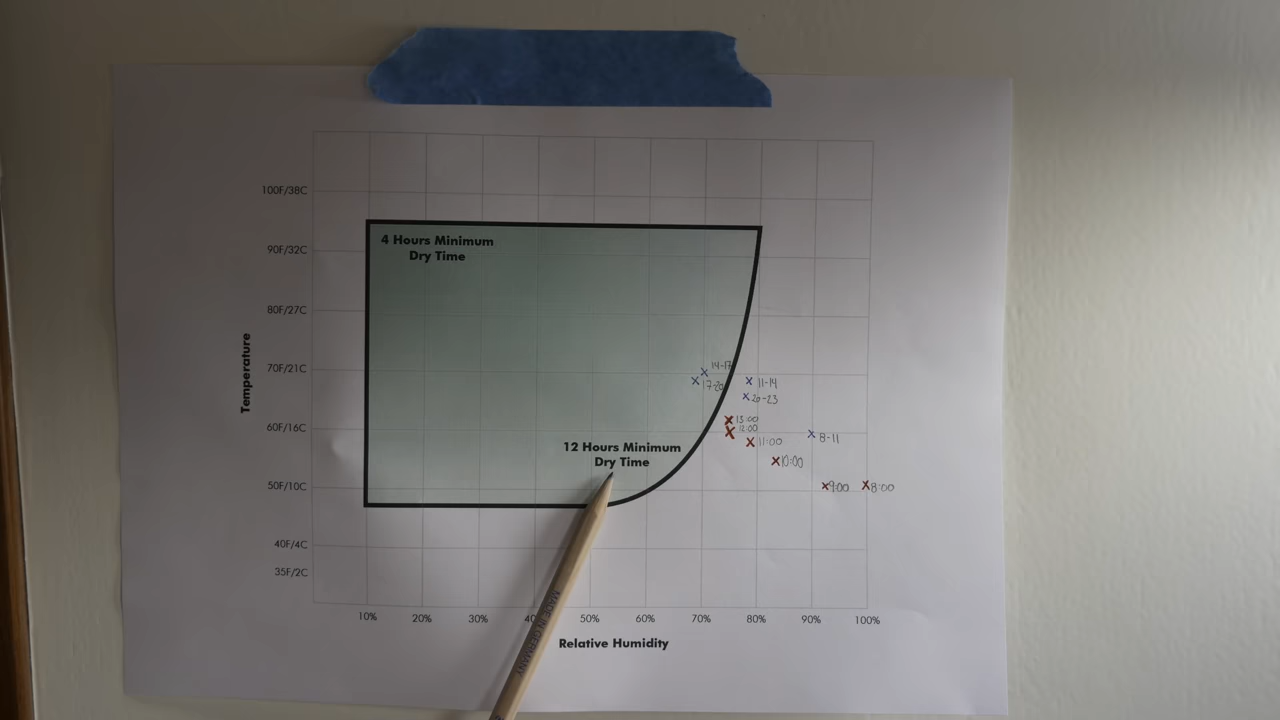 100F/38C
4 Hours Minimum
Dry Time
90F/32C
80F/27C
70F/21C
14-17
17-20
11-14
20-23
60F/16C
13:00
12:00
8-11
11:00
12 Hours Minimum
Dry Time
10:00
50F/10C
9:00
8:00
40F/4C
35F/2C
Temperature
10% 20% 30% 50% 60% 70% 80% 90% 100%
Relative Humidity
MADE IN GERMANY